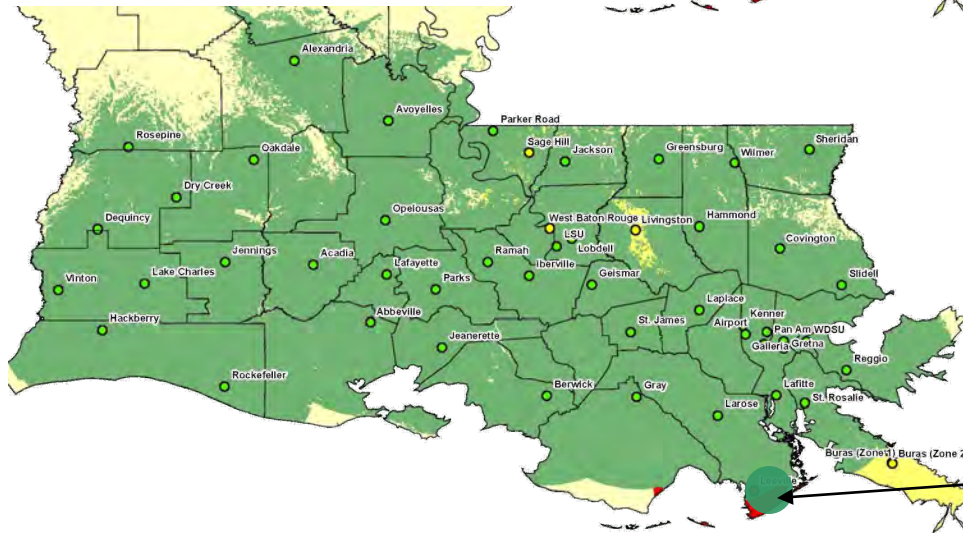 Alexandria
Avoyelles
Parker Road
Sage Hill
Jackson
Greensburg
Wilmer
Sheridan
Rosepine
Oakdale
Dry Creek
Dequincy
Opelousas
West Baton Rouge
Livingston
LSU
Lobdell
Hammond
Covington
Slidell
Vinton
Lake Charles
Jennings
Acadia
Lafayette
Parks
Ramah
Iberville
Geismar
Hackberry
Abbeville
Jeanerette
St. James
Laplace
Airport
Kenner
Pan Am
WDSU
Galleria
Gretna
Reggio
Rockefeller
Berwick
Gray
Larose
Lafitte
St. Rosalie
Buras (Zone 1)
Buras (Zone 2